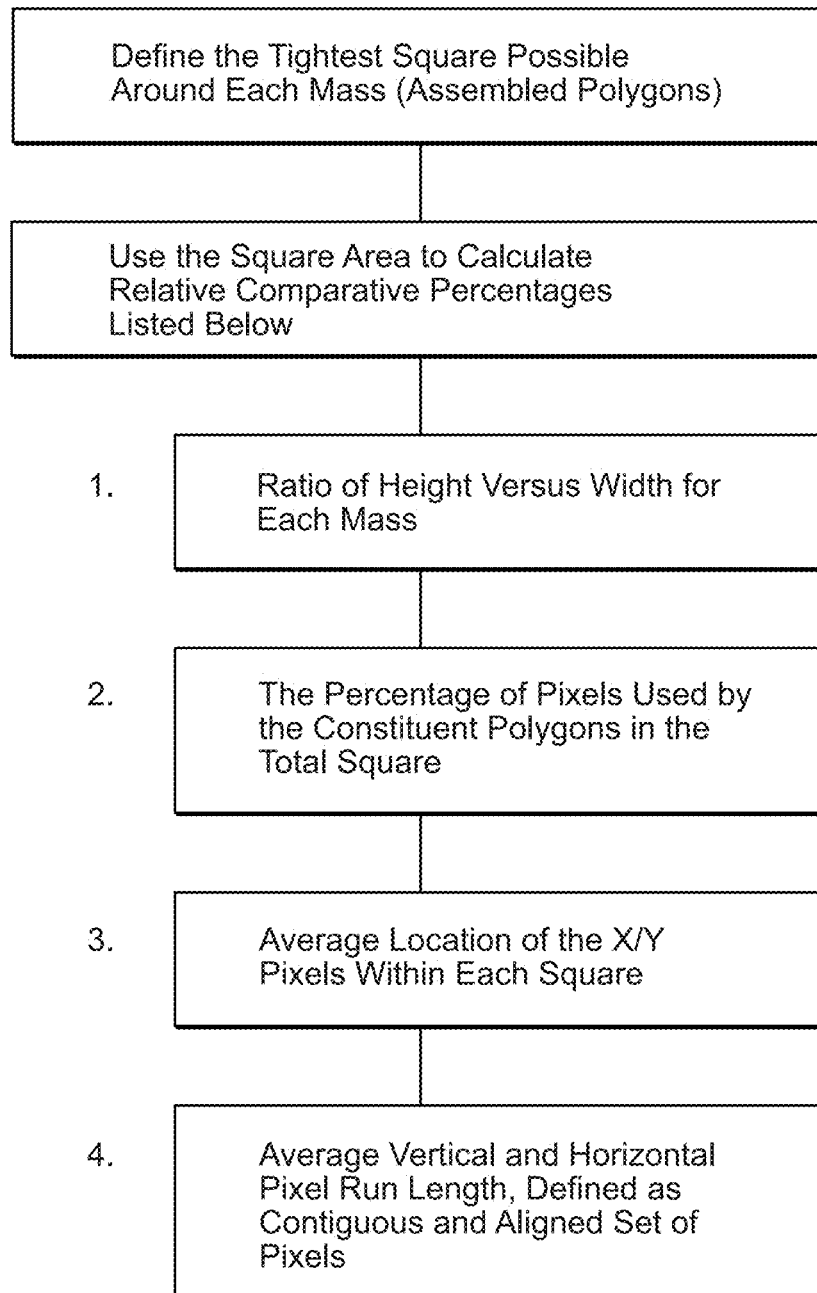 Define the Tightest Square Possible
Around Each Mass (Assembled Polygons)
Use the Square Area to Calculate
Relative Comparative Percentages
Listed Below
1.
Ratio of Height Versus Width for
Each Mass
2.
The Percentage of Pixels Used by
the Constituent Polygons in the
Total Square
3.
Average Location of the X/Y
Pixels Within Each Square
4.
Average Vertical and Horizontal
Pixel Run Length, Defined as
Contiguous and Aligned Set of
Pixels